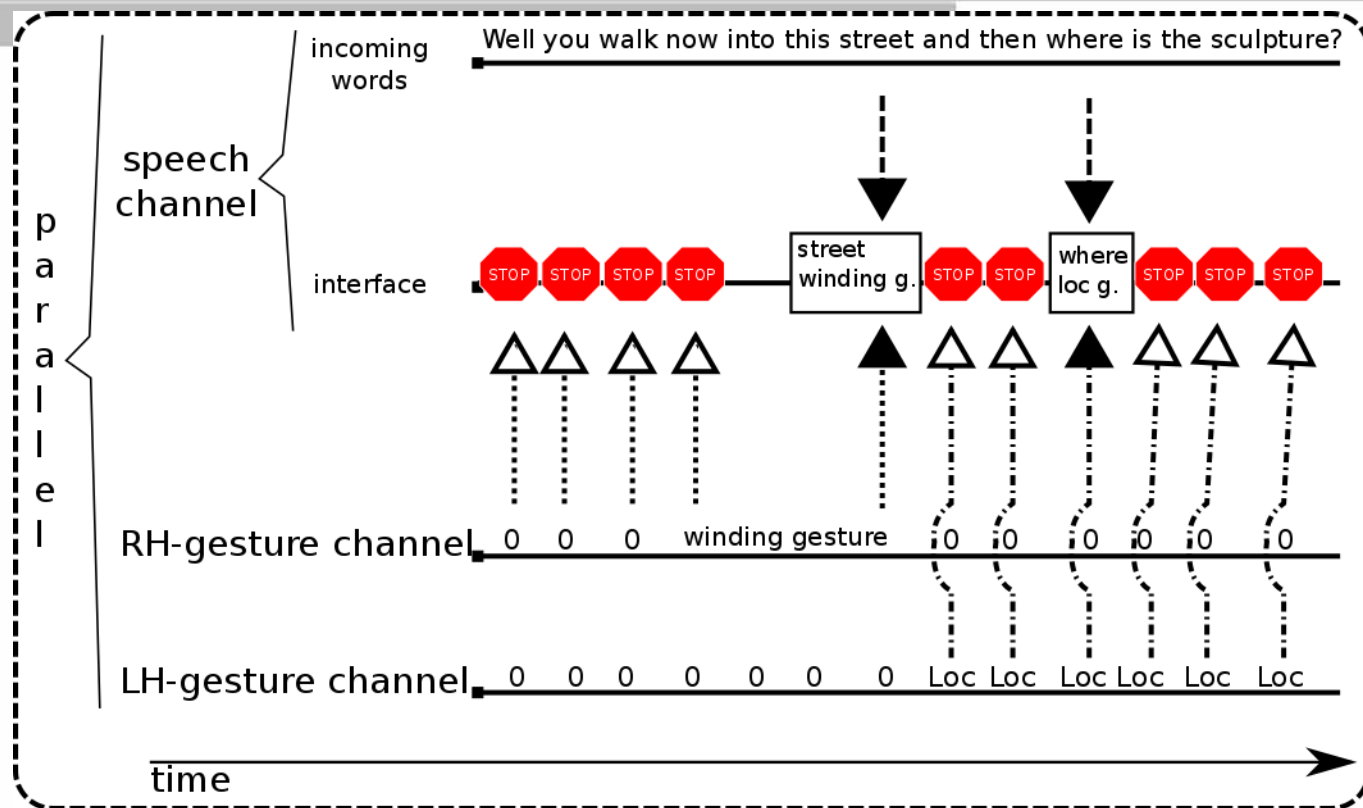 incoming
words
Well you walk now into this street and then where is the sculpture?
speech
channel
parallel
interface
STOP STOP STOP STOP
street
winding g.
STOP STOP
where
loc g.
STOP STOP STOP
RH-gesture channel
0 0 0 winding gesture 0 0 0 0 0 0
LH-gesture channel
0 0 0 0 0 0 0 Loc Loc Loc Loc Loc Loc
time